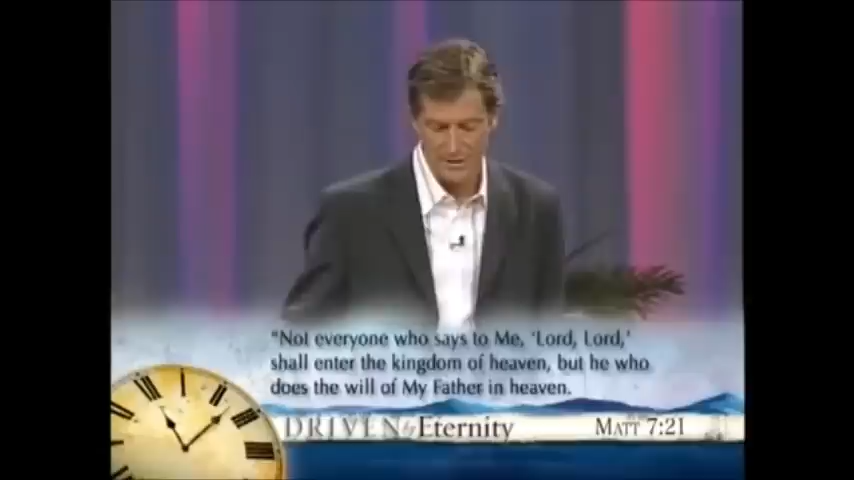 "Not everyone who says to Me, 'Lord, Lord,'
shall enter the kingdom of heaven, but he who
does the will of My Father in heaven.
DRIVEN by Eternity
MATT 7:21